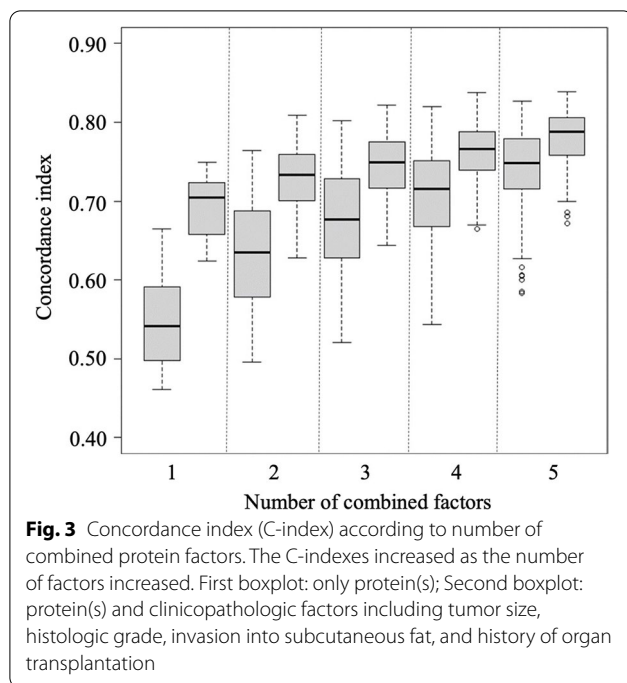 0.90
0.80
0.70
0.60
0.50
0.40
Concordance index
1 2 3 4 5
Number of combined factors
Fig. 3 Concordance index (C-index) according to number of
combined protein factors. The C-indexes increased as the number
of factors increased. First boxplot: only protein(s); Second boxplot:
protein(s) and clinicopathologic factors including tumor size,
histologic grade, invasion into subcutaneous fat, and history of organ
transplantation